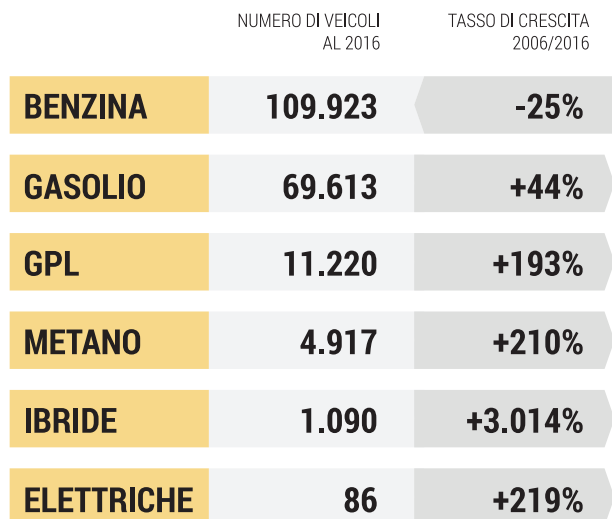 NUMERO DI VEICOLI
AL 2016
TASSO DI CRESCITA
2006/2016
BENZINA 109.923 -25%
GASOLIO 69.613 +44%
GPL 11.220 +193%
METANO 4.917 +210%
IBRIDE 1.090 +3.014%
ELETTRICHE 86 +219%